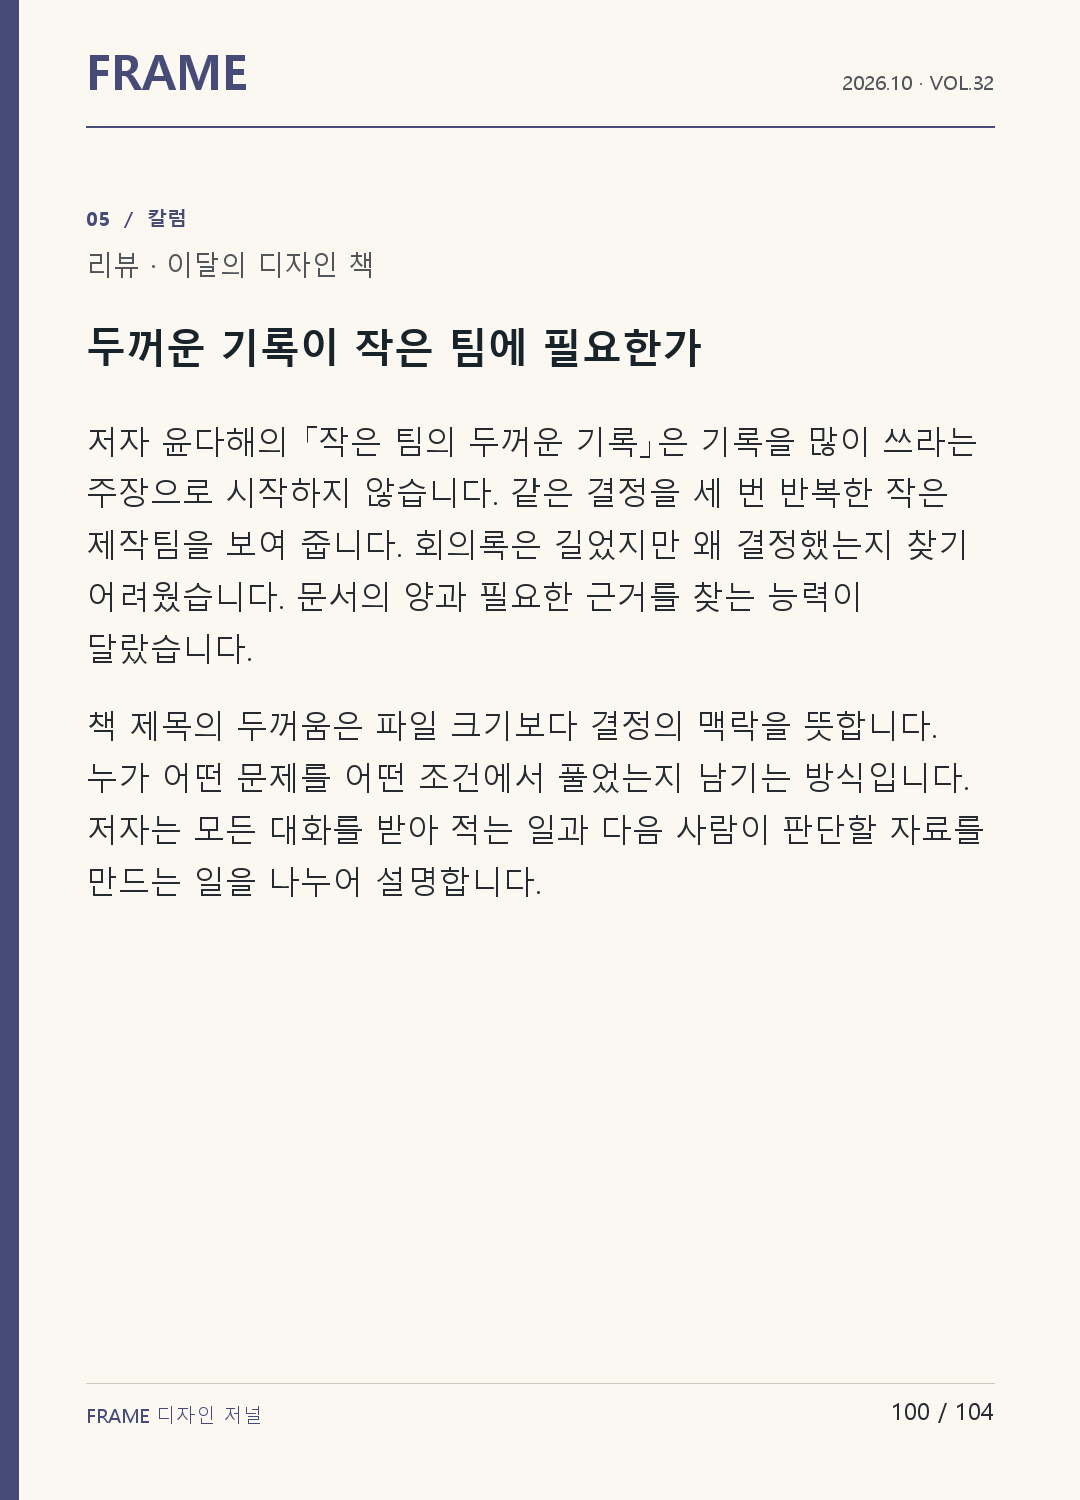 FRAME
2026.10 · VOL.32
05 / 칼럼
리뷰 · 이달의 디자인 책
두꺼운 기록이 작은 팀에 필요한가
저자 윤다해의 「작은 팀의 두꺼운 기록」은 기록을 많이 쓰라는
주장으로 시작하지 않습니다. 같은 결정을 세 번 반복한 작은
제작팀을 보여 줍니다. 회의록은 길었지만 왜 결정했는지 찾기
어려웠습니다. 문서의 양과 필요한 근거를 찾는 능력이
달랐습니다.
책 제목의 두꺼움은 파일 크기보다 결정의 맥락을 뜻합니다.
누가 어떤 문제를 어떤 조건에서 풀었는지 남기는 방식입니다.
저자는 모든 대화를 받아 적는 일과 다음 사람이 판단할 자료를
만드는 일을 나누어 설명합니다.
FRAME 디자인 저널
100 / 104